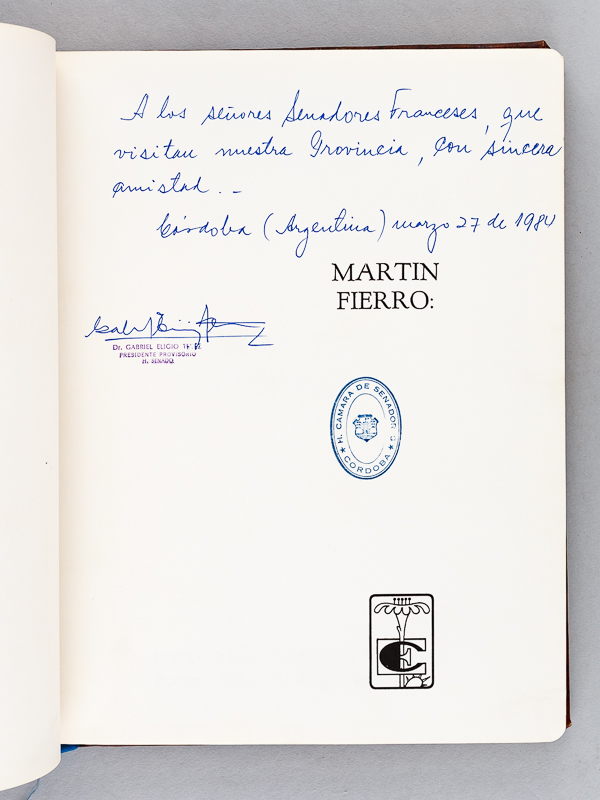 A los señores Senadores Franceses, que
visitan nuestra Provincia, con sincera
amistad. -
Córdoba (Argentina) marzo 27 de 1984
MARTIN
FIERRO:
Dr. GABRIEL ELIGIO
PRESIDENTE PROVISORIO
H. SENADO
H. CAMARA DE SENADORES
★ CORDOBA ★